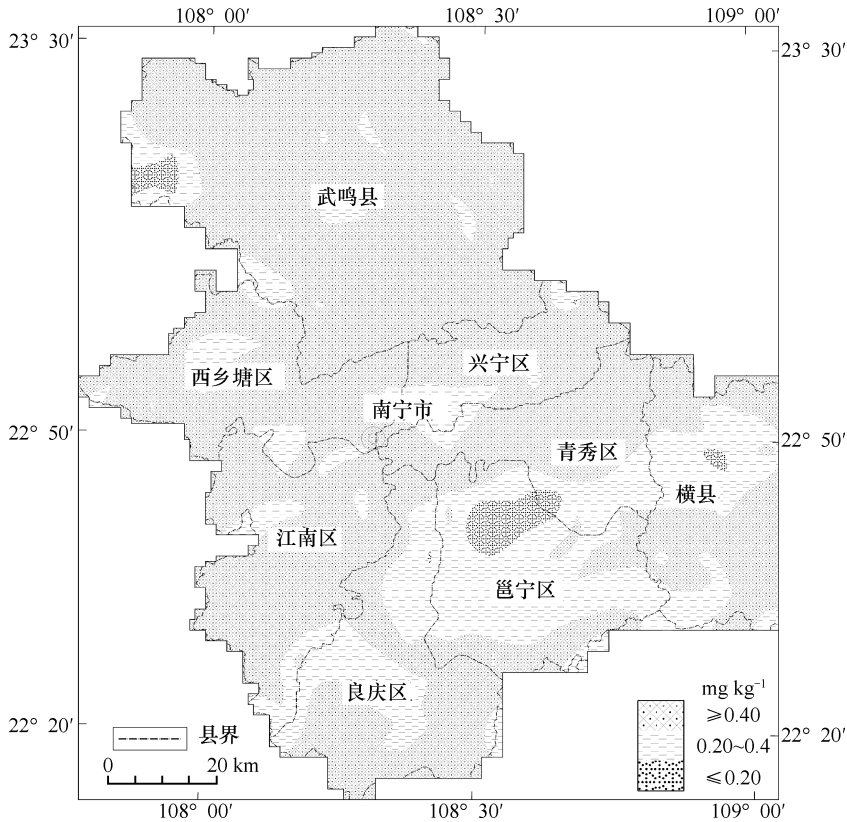 108° 00′ 108° 30′ 109° 00′
23° 30′ 23° 30′
武鸣县
兴宁区
西乡塘区
南宁市
22° 50′ 22° 50′
青秀区
横县
江南区
邕宁区
良庆区
mg kg⁻¹
≥0.40
22° 20′ 22° 20′
县界
0.20~0.4
0 20 km
≤0.20
108° 00′ 108° 30′ 109° 00′